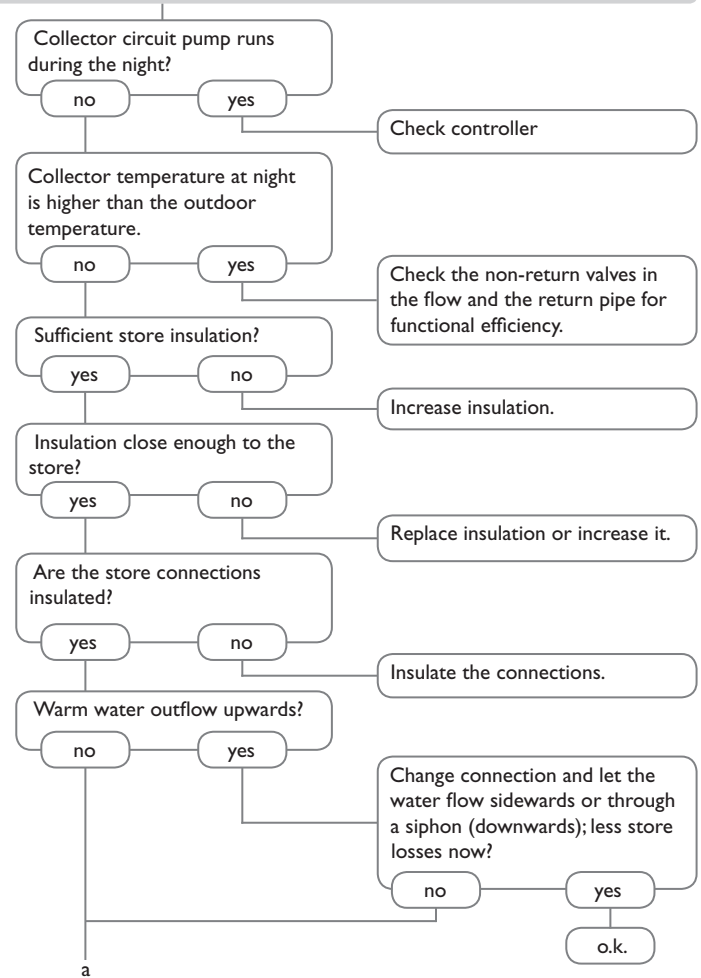 Collector circuit pump runs
during the night?
no
yes
Check controller
Collector temperature at night
is higher than the outdoor
temperature.
no
yes
Check the non-return valves in
the flow and the return pipe for
functional efficiency.
Sufficient store insulation?
yes
no
Increase insulation.
Insulation close enough to the
store?
yes
no
Replace insulation or increase it.
Are the store connections
insulated?
yes
no
Insulate the connections.
Warm water outflow upwards?
no
yes
Change connection and let the
water flow sidewards or through
a siphon (downwards); less store
losses now?
no
yes
o.k.
a